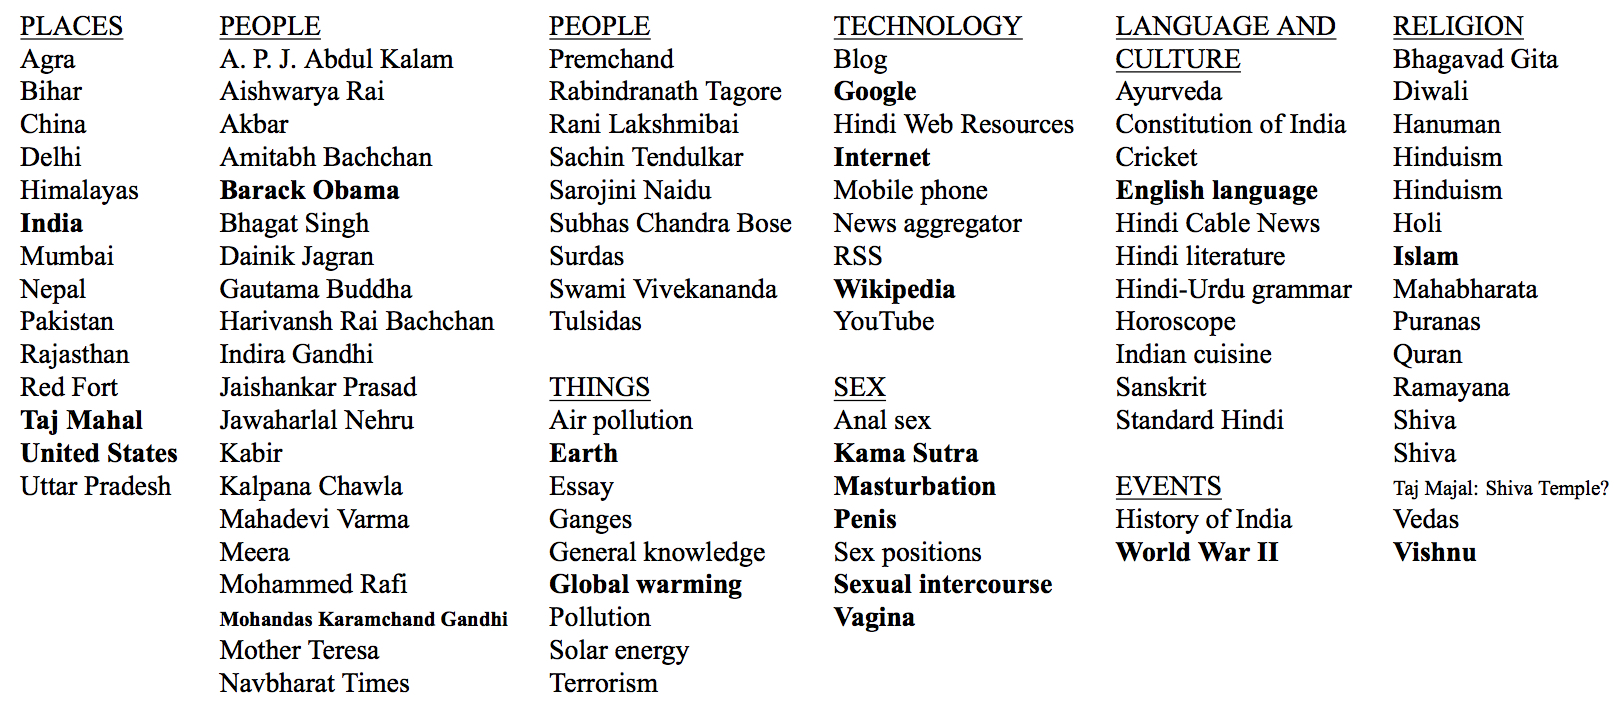 PLACES
Agra
Bihar
China
Delhi
Himalayas
India
Mumbai
Nepal
Pakistan
Rajasthan
Red Fort
Taj Mahal
United States
Uttar Pradesh
PEOPLE
A. P. J. Abdul Kalam
Aishwarya Rai
Akbar
Amitabh Bachchan
Barack Obama
Bhagat Singh
Dainik Jagran
Gautama Buddha
Harivansh Rai Bachchan
Indira Gandhi
Jaishankar Prasad
Jawaharlal Nehru
Kabir
Kalpana Chawla
Mahadevi Varma
Meera
Mohammed Rafi
Mohandas Karamchand Gandhi
Mother Teresa
Navbharat Times
PEOPLE
Premchand
Rabindranath Tagore
Rani Lakshmibai
Sachin Tendulkar
Sarojini Naidu
Subhas Chandra Bose
Surdas
Swami Vivekananda
Tulsidas
THINGS
Air pollution
Earth
Essay
Ganges
General knowledge
Global warming
Pollution
Solar energy
Terrorism
TECHNOLOGY
Blog
Google
Hindi Web Resources
Internet
Mobile phone
News aggregator
RSS
Wikipedia
YouTube
SEX
Anal sex
Kama Sutra
Masturbation
Penis
Sex positions
Sexual intercourse
Vagina
LANGUAGE AND
CULTURE
Ayurveda
Constitution of India
Cricket
English language
Hindi Cable News
Hindi literature
Hindi-Urdu grammar
Horoscope
Indian cuisine
Sanskrit
Standard Hindi
EVENTS
History of India
World War II
RELIGION
Bhagavad Gita
Diwali
Hanuman
Hinduism
Hinduism
Holi
Islam
Mahabharata
Puranas
Quran
Ramayana
Shiva
Shiva
Taj Majal: Shiva Temple?
Vedas
Vishnu